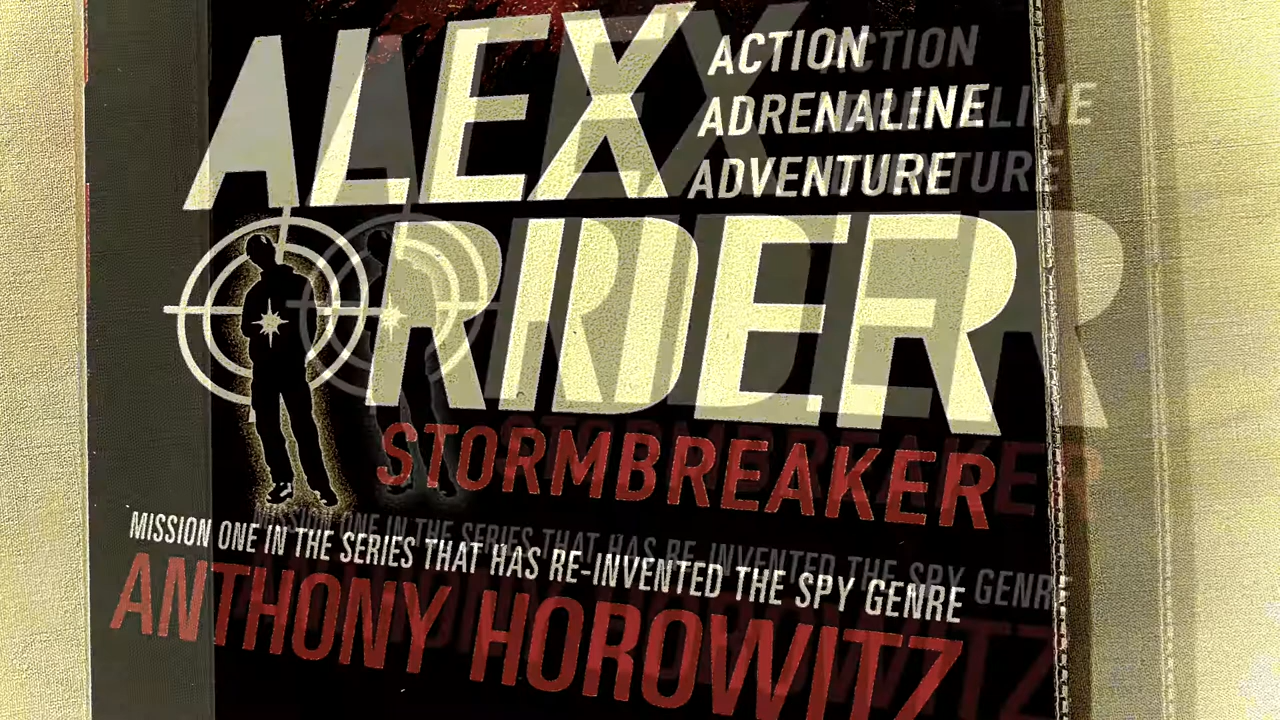 ALEX
ACTION
ADRENALINE
ADVENTURE
RIDER
STORMBREAKER
MISSION ONE IN THE SERIES THAT HAS RE-INVENTED THE SPY GENRE
ANTHONY HOROWITZ